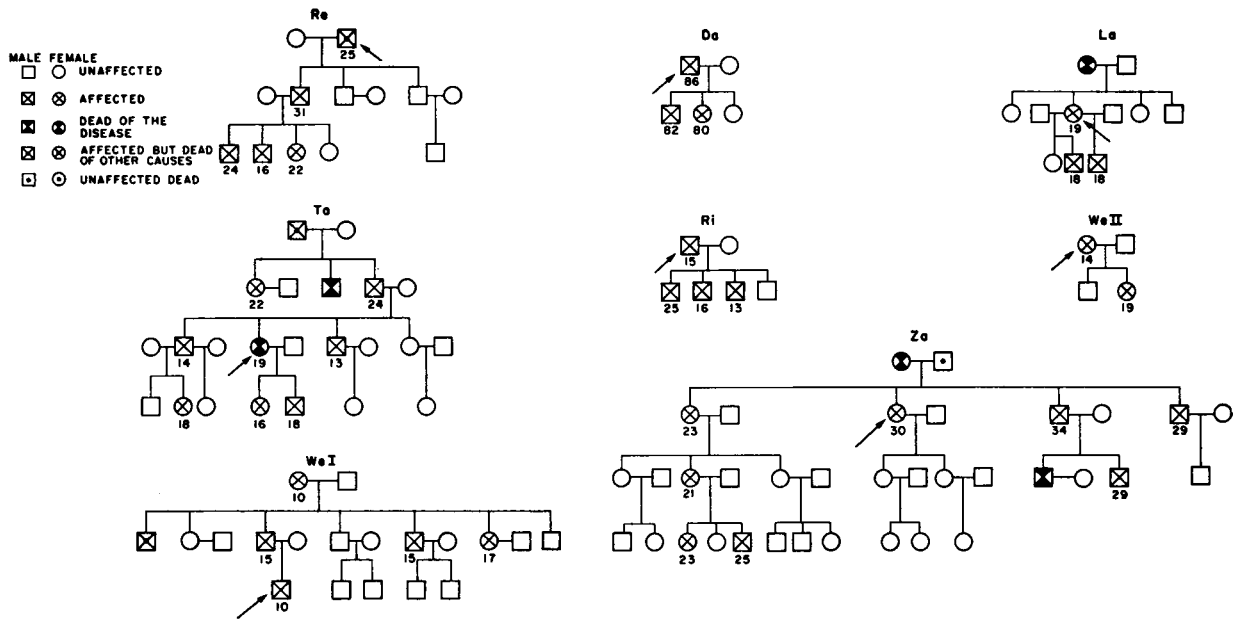 Re
25
31
24 16 22
MALE FEMALE
UNAFFECTED
AFFECTED
DEAD OF THE
DISEASE
AFFECTED BUT DEAD
OF OTHER CAUSES
UNAFFECTED DEAD
Da
86
82 80
La
19
18 18
Ta
22 24
14 19 13
18 16 18
Ri
15
25 16 13
We II
14
19
We I
10
15 15 17
10
Za
23 30 34 29
21 29
23 25